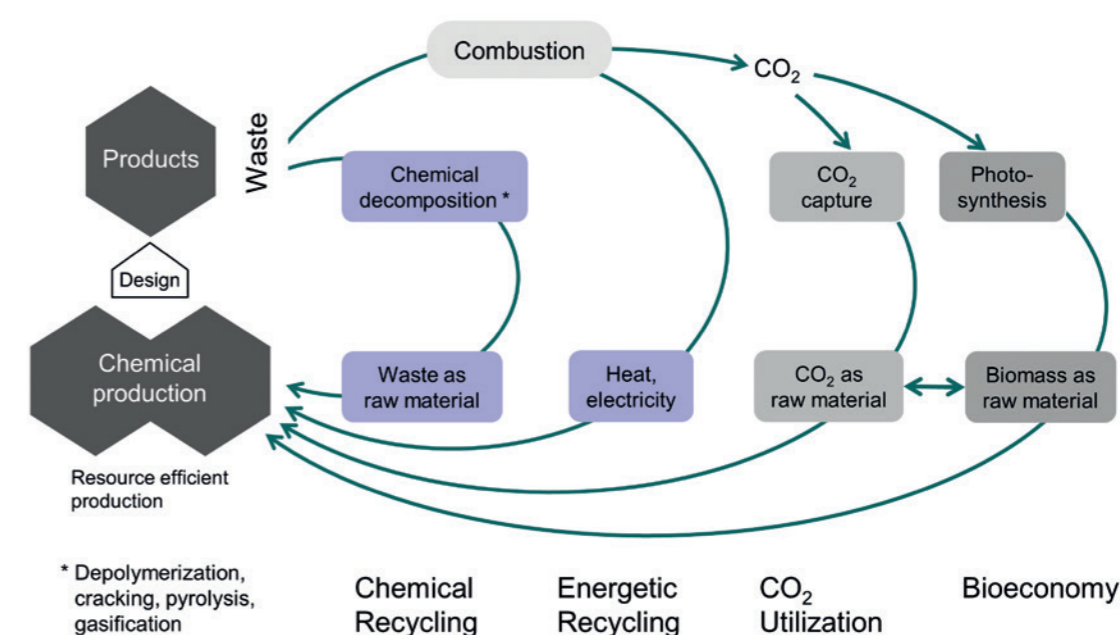 Combustion
CO₂
Products
Waste
Chemical
decomposition *
CO₂
capture
Photo-
synthesis
Design
Chemical
production
Waste as
raw material
Heat,
electricity
CO₂ as
raw material
Biomass as
raw material
Resource efficient
production
* Depolymerization,
cracking, pyrolysis,
gasification
Chemical
Recycling
Energetic
Recycling
CO₂
Utilization
Bioeconomy